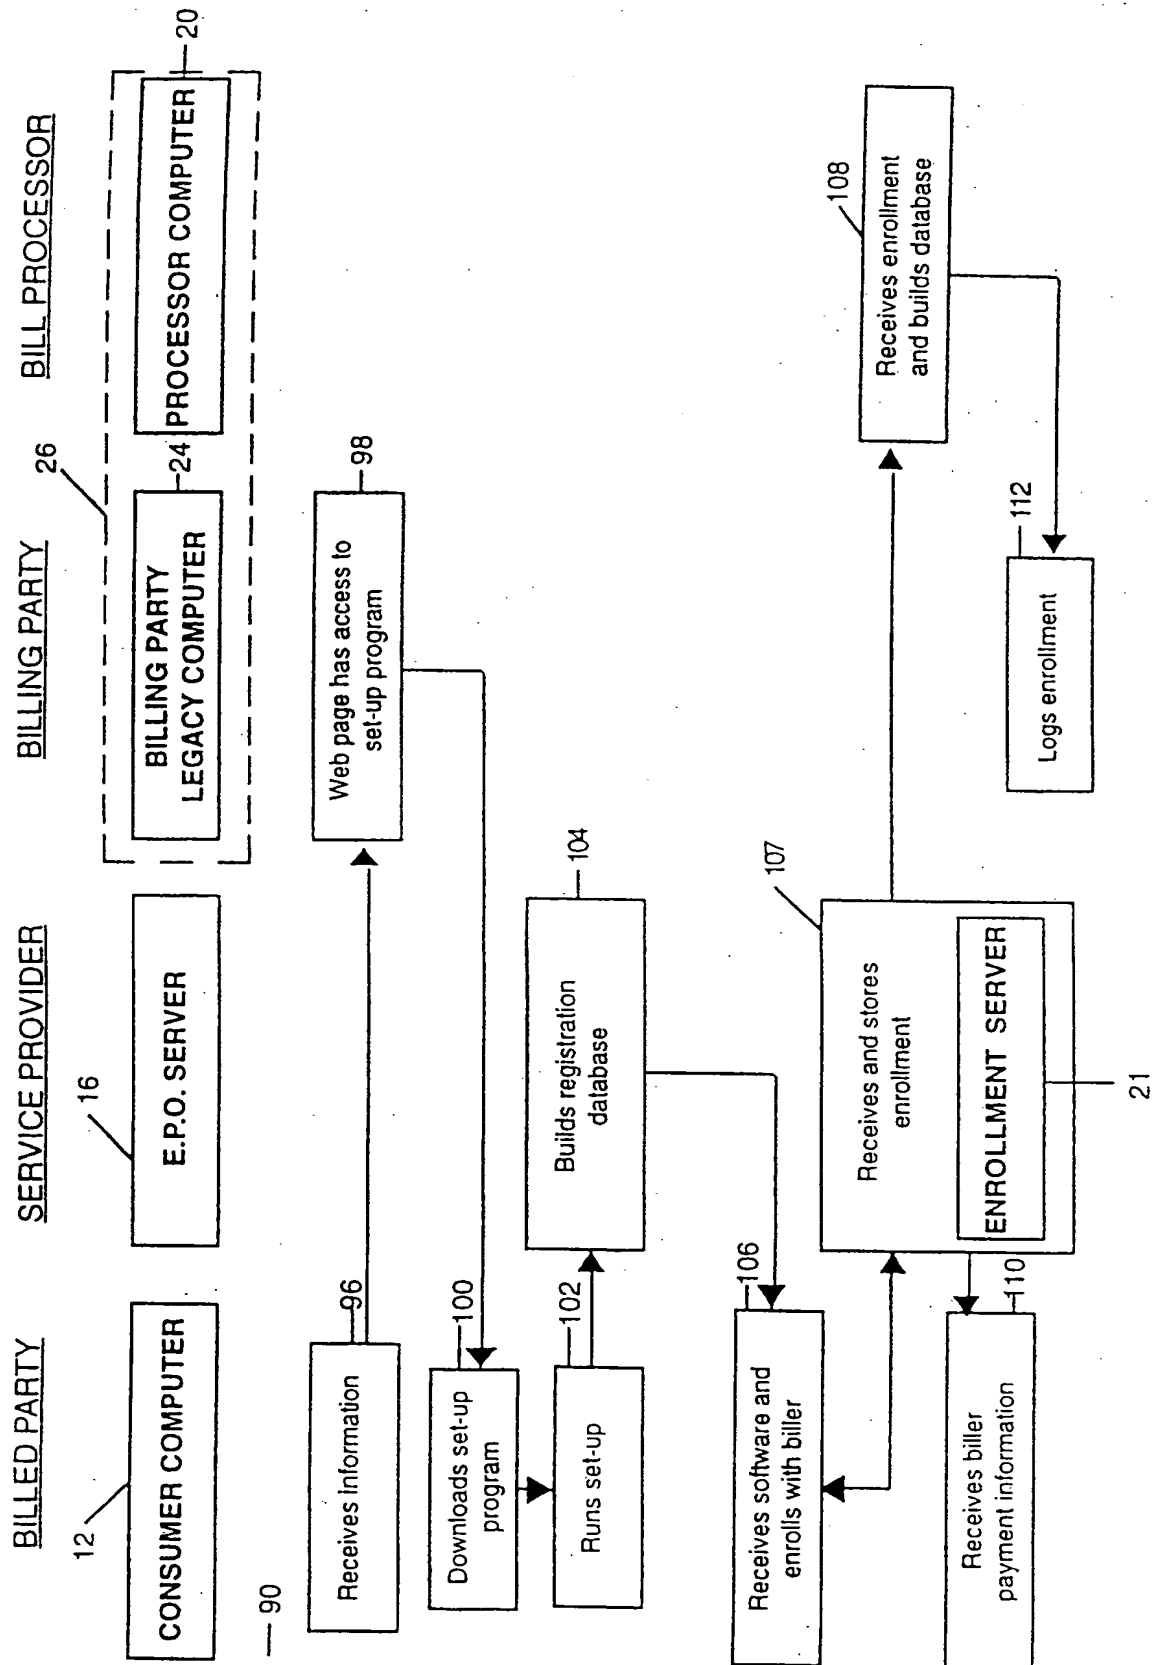 BILLED PARTY
SERVICE PROVIDER
BILLING PARTY
BILL PROCESSOR
12
16
26
CONSUMER COMPUTER
E.P.O. SERVER
BILLING PARTY
LEGACY COMPUTER
24
PROCESSOR COMPUTER
20
90
Receives Information
96
Web page has access to
set-up program
98
Downloads set-up
program
100
Runs set-up
102
Builds registration
database
104
Receives software and
enrolls with biller
106
107
Receives and stores
enrollment
ENROLLMENT SERVER
21
108
Receives enrollment
and builds database
Receives biller
payment information
110
Logs enrollment
112